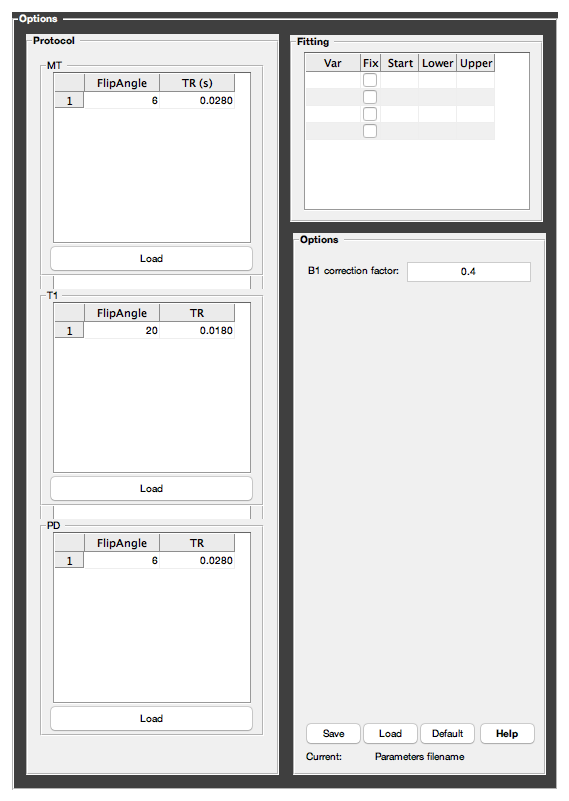 Options
Protocol
MT
FlipAngle TR (s)
1 6 0.0280
Load
T1
FlipAngle TR
1 20 0.0180
Load
PD
FlipAngle TR
1 6 0.0280
Load
Fitting
Var Fix Start Lower Upper
Options
B1 correction factor: 0.4
Save Load Default Help
Current: Parameters filename